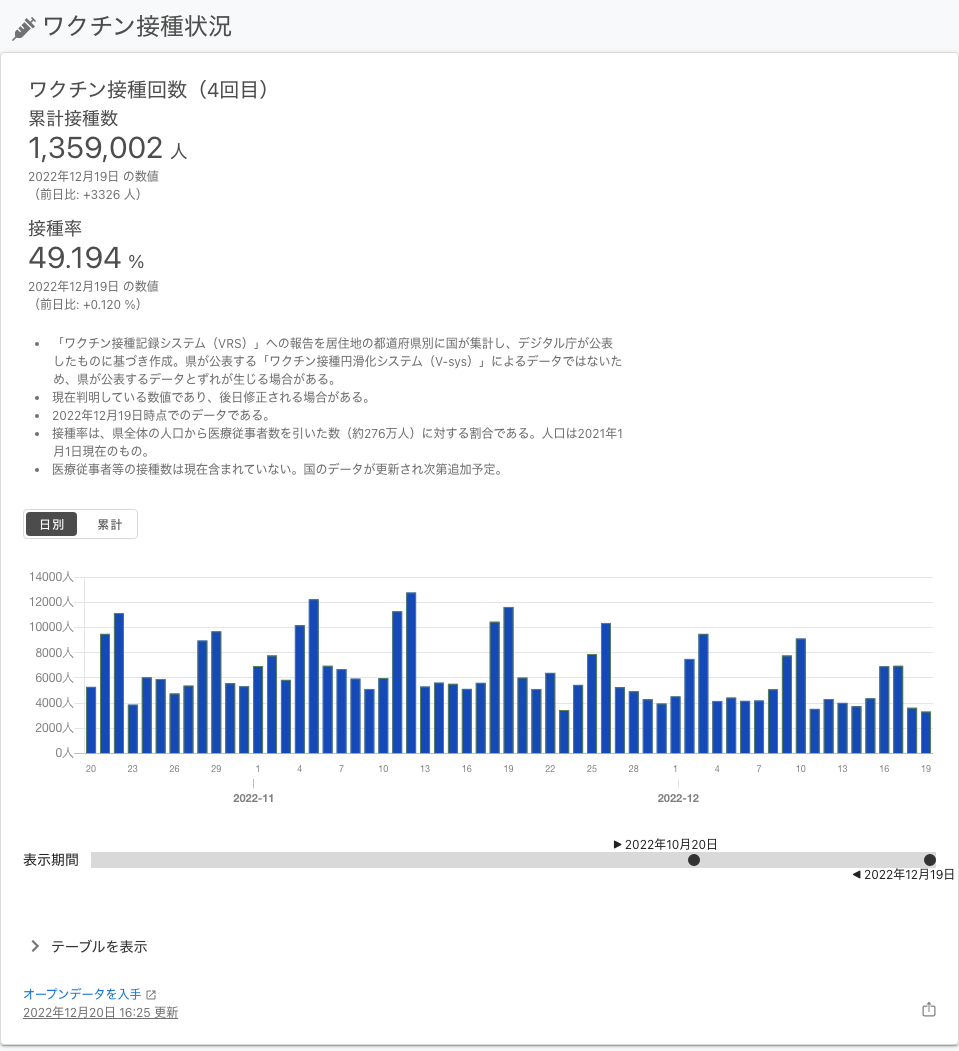 ワクチン接種状況
ワクチン接種回数（4回目）
累計接種数
1,359,002 人
2022年12月19日 の数値
（前日比: +3326 人）
接種率
49.194 %
2022年12月19日 の数値
（前日比: +0.120 %）
• 「ワクチン接種記録システム（VRS）」への報告を居住地の都道府県別に国が集計し、デジタル庁が公表
したものに基づき作成。県が公表する「ワクチン接種円滑化システム（V-sys）」によるデータではないた
め、県が公表するデータとずれが生じる場合がある。
• 現在判明している数値であり、後日修正される場合がある。
• 2022年12月19日時点でのデータである。
• 接種率は、県全体の人口から医療従事者数を引いた数（約276万人）に対する割合である。人口は2021年1
月1日現在のもの。
• 医療従事者等の接種数は現在含まれていない。国のデータが更新され次第追加予定。
日別 累計
14000人
12000人
10000人
8000人
6000人
4000人
2000人
0人
20 23 26 29 1 4 7 10 13 16 19 22 25 28 1 4 7 10 13 16 19
2022-11 2022-12
▶ 2022年10月20日
表示期間
◀ 2022年12月19日
テーブルを表示
オープンデータを入手
2022年12月20日 16:25 更新